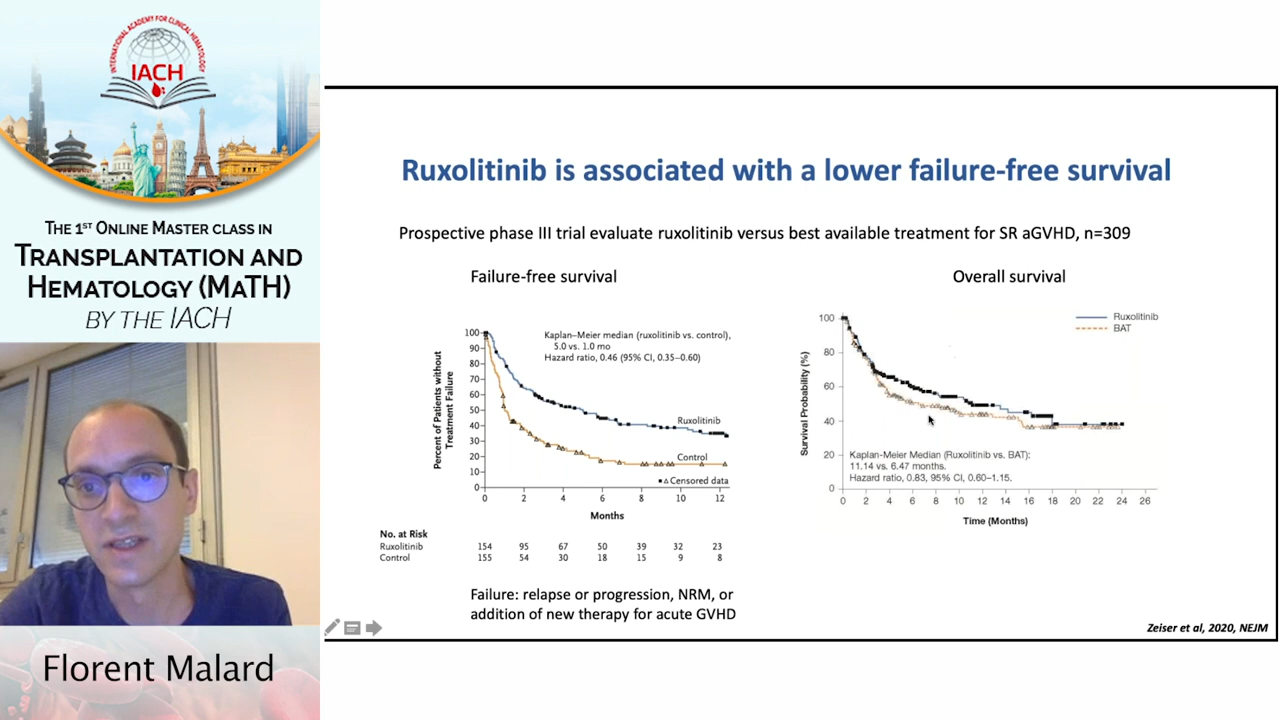 INTERNATIONAL ACADEMY FOR CLINICAL HEMATOLOGY
IACH
THE 1ST ONLINE MASTER CLASS IN
TRANSPLANTATION AND
HEMATOLOGY (MATH)
BY THE IACH
Florent Malard
Ruxolitinib is associated with a lower failure-free survival
Prospective phase III trial evaluate ruxolitinib versus best available treatment for SR aGVHD, n=309
Failure-free survival
Percent of Patients without
Treatment Failure
100
90
80
70
60
50
40
30
20
10
0
Kaplan–Meier median (ruxolitinib vs. control),
5.0 vs. 1.0 mo
Hazard ratio, 0.46 (95% CI, 0.35–0.60)
Ruxolitinib
Control
Censored data
0 2 4 6 8 10 12
Months
No. at Risk
Ruxolitinib 154 95 67 50 39 32 23
Control 155 54 30 18 15 9 8
Failure: relapse or progression, NRM, or
addition of new therapy for acute GVHD
Overall survival
Ruxolitinib
BAT
Survival Probability (%)
100
80
60
40
20
0
Kaplan-Meier Median (Ruxolitinib vs. BAT):
11.14 vs. 6.47 months.
Hazard ratio, 0.83, 95% CI, 0.60–1.15.
0 2 4 6 8 10 12 14 16 18 20 22 24 26
Time (Months)
Zeiser et al, 2020, NEJM